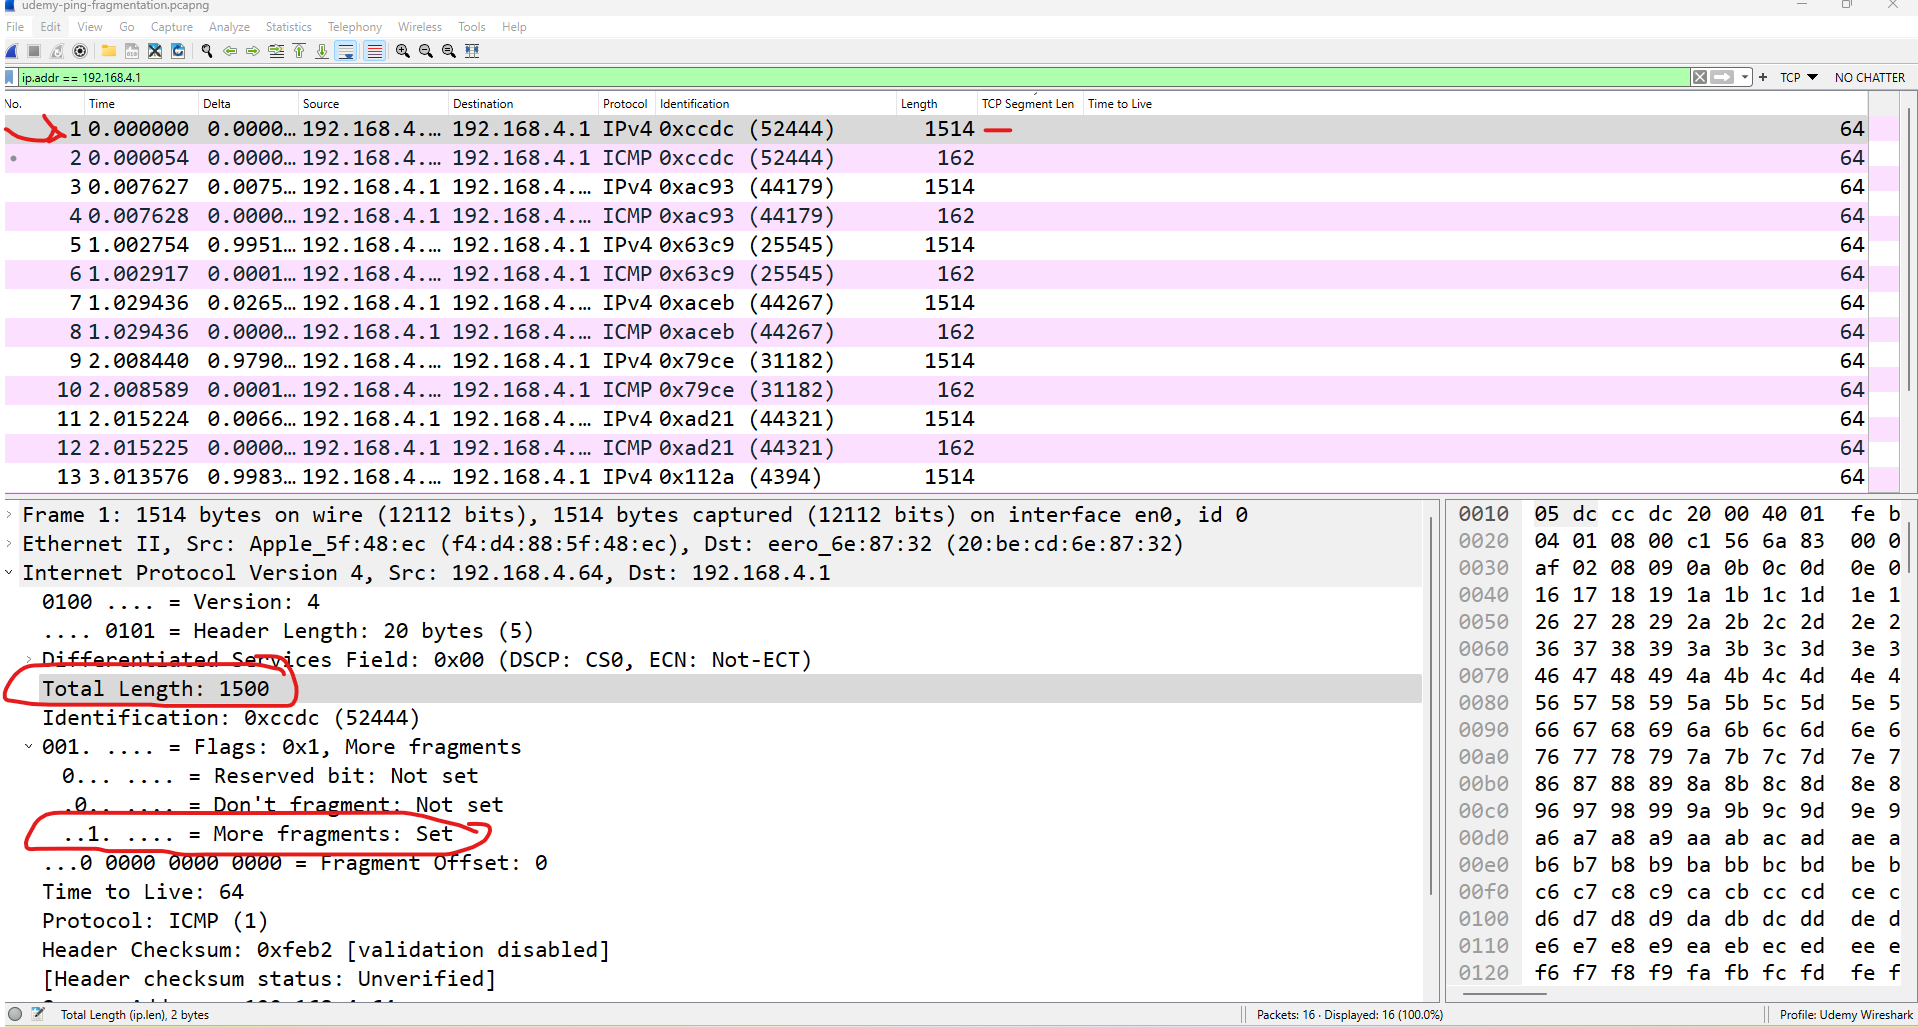 udemy-ping-fragmentation.pcapng
File Edit View Go Capture Analyze Statistics Telephony Wireless Tools Help
ip.addr == 192.168.4.1 + TCP NO CHATTER
No. Time Delta Source Destination Protocol Identification Length TCP Segment Len Time to Live
1 0.000000 0.0000… 192.168.4.… 192.168.4.1 IPv4 0xccdc (52444) 1514 64
2 0.000054 0.0000… 192.168.4.… 192.168.4.1 ICMP 0xccdc (52444) 162 64
3 0.007627 0.0075… 192.168.4.1 192.168.4.… IPv4 0xac93 (44179) 1514 64
4 0.007628 0.0000… 192.168.4.1 192.168.4.… ICMP 0xac93 (44179) 162 64
5 1.002754 0.9951… 192.168.4.… 192.168.4.1 IPv4 0x63c9 (25545) 1514 64
6 1.002917 0.0001… 192.168.4.… 192.168.4.1 ICMP 0x63c9 (25545) 162 64
7 1.029436 0.0265… 192.168.4.1 192.168.4.… IPv4 0xaceb (44267) 1514 64
8 1.029436 0.0000… 192.168.4.1 192.168.4.… ICMP 0xaceb (44267) 162 64
9 2.008440 0.9790… 192.168.4.… 192.168.4.1 IPv4 0x79ce (31182) 1514 64
10 2.008589 0.0001… 192.168.4.… 192.168.4.1 ICMP 0x79ce (31182) 162 64
11 2.015224 0.0066… 192.168.4.1 192.168.4.… IPv4 0xad21 (44321) 1514 64
12 2.015225 0.0000… 192.168.4.1 192.168.4.… ICMP 0xad21 (44321) 162 64
13 3.013576 0.9983… 192.168.4.… 192.168.4.1 IPv4 0x112a (4394) 1514 64
Frame 1: 1514 bytes on wire (12112 bits), 1514 bytes captured (12112 bits) on interface en0, id 0
Ethernet II, Src: Apple_5f:48:ec (f4:d4:88:5f:48:ec), Dst: eero_6e:87:32 (20:be:cd:6e:87:32)
Internet Protocol Version 4, Src: 192.168.4.64, Dst: 192.168.4.1
0100 .... = Version: 4
.... 0101 = Header Length: 20 bytes (5)
Differentiated Services Field: 0x00 (DSCP: CS0, ECN: Not-ECT)
Total Length: 1500
Identification: 0xccdc (52444)
001. .... = Flags: 0x1, More fragments
0... .... = Reserved bit: Not set
.0.. .... = Don't fragment: Not set
..1. .... = More fragments: Set
...0 0000 0000 0000 = Fragment Offset: 0
Time to Live: 64
Protocol: ICMP (1)
Header Checksum: 0xfeb2 [validation disabled]
[Header checksum status: Unverified]
0010 05 dc cc dc 20 00 40 01 fe b
0020 04 01 08 00 c1 56 6a 83 00 0
0030 af 02 08 09 0a 0b 0c 0d 0e 0
0040 16 17 18 19 1a 1b 1c 1d 1e 1
0050 26 27 28 29 2a 2b 2c 2d 2e 2
0060 36 37 38 39 3a 3b 3c 3d 3e 3
0070 46 47 48 49 4a 4b 4c 4d 4e 4
0080 56 57 58 59 5a 5b 5c 5d 5e 5
0090 66 67 68 69 6a 6b 6c 6d 6e 6
00a0 76 77 78 79 7a 7b 7c 7d 7e 7
00b0 86 87 88 89 8a 8b 8c 8d 8e 8
00c0 96 97 98 99 9a 9b 9c 9d 9e 9
00d0 a6 a7 a8 a9 aa ab ac ad ae a
00e0 b6 b7 b8 b9 ba bb bc bd be b
00f0 c6 c7 c8 c9 ca cb cc cd ce c
0100 d6 d7 d8 d9 da db dc dd de d
0110 e6 e7 e8 e9 ea eb ec ed ee e
0120 f6 f7 f8 f9 fa fb fc fd fe f
Total Length (ip.len), 2 bytes Packets: 16 · Displayed: 16 (100.0%) Profile: Udemy Wireshark